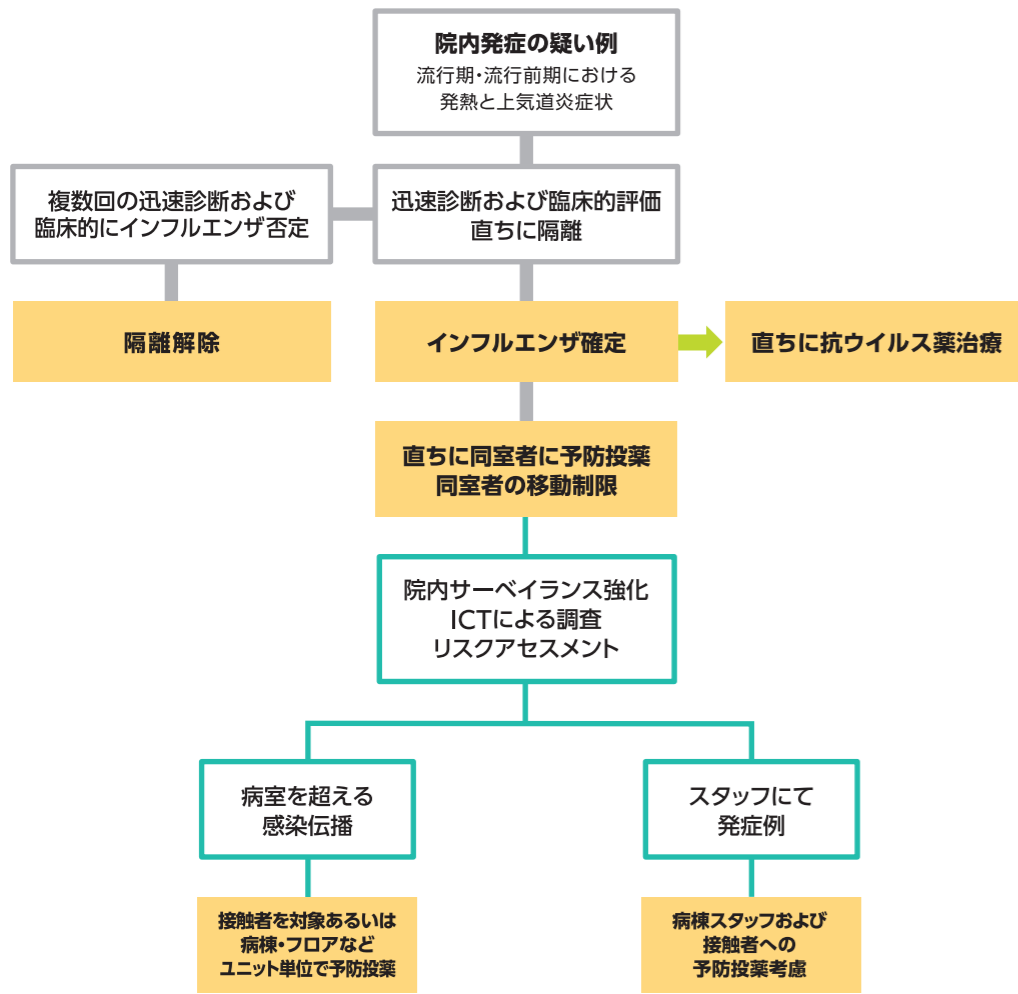 院内発症の疑い例
流行期・流行前期における
発熱と上気道炎症状
複数回の迅速診断および
臨床的にインフルエンザ否定
迅速診断および臨床的評価
直ちに隔離
隔離解除
インフルエンザ確定
直ちに抗ウイルス薬治療
直ちに同室者に予防投薬
同室者の移動制限
院内サーベイランス強化
ICTによる調査
リスクアセスメント
病室を超える
感染伝播
スタッフにて
発症例
接触者を対象あるいは
病棟・フロアなど
ユニット単位で予防投薬
病棟スタッフおよび
接触者への
予防投薬考慮